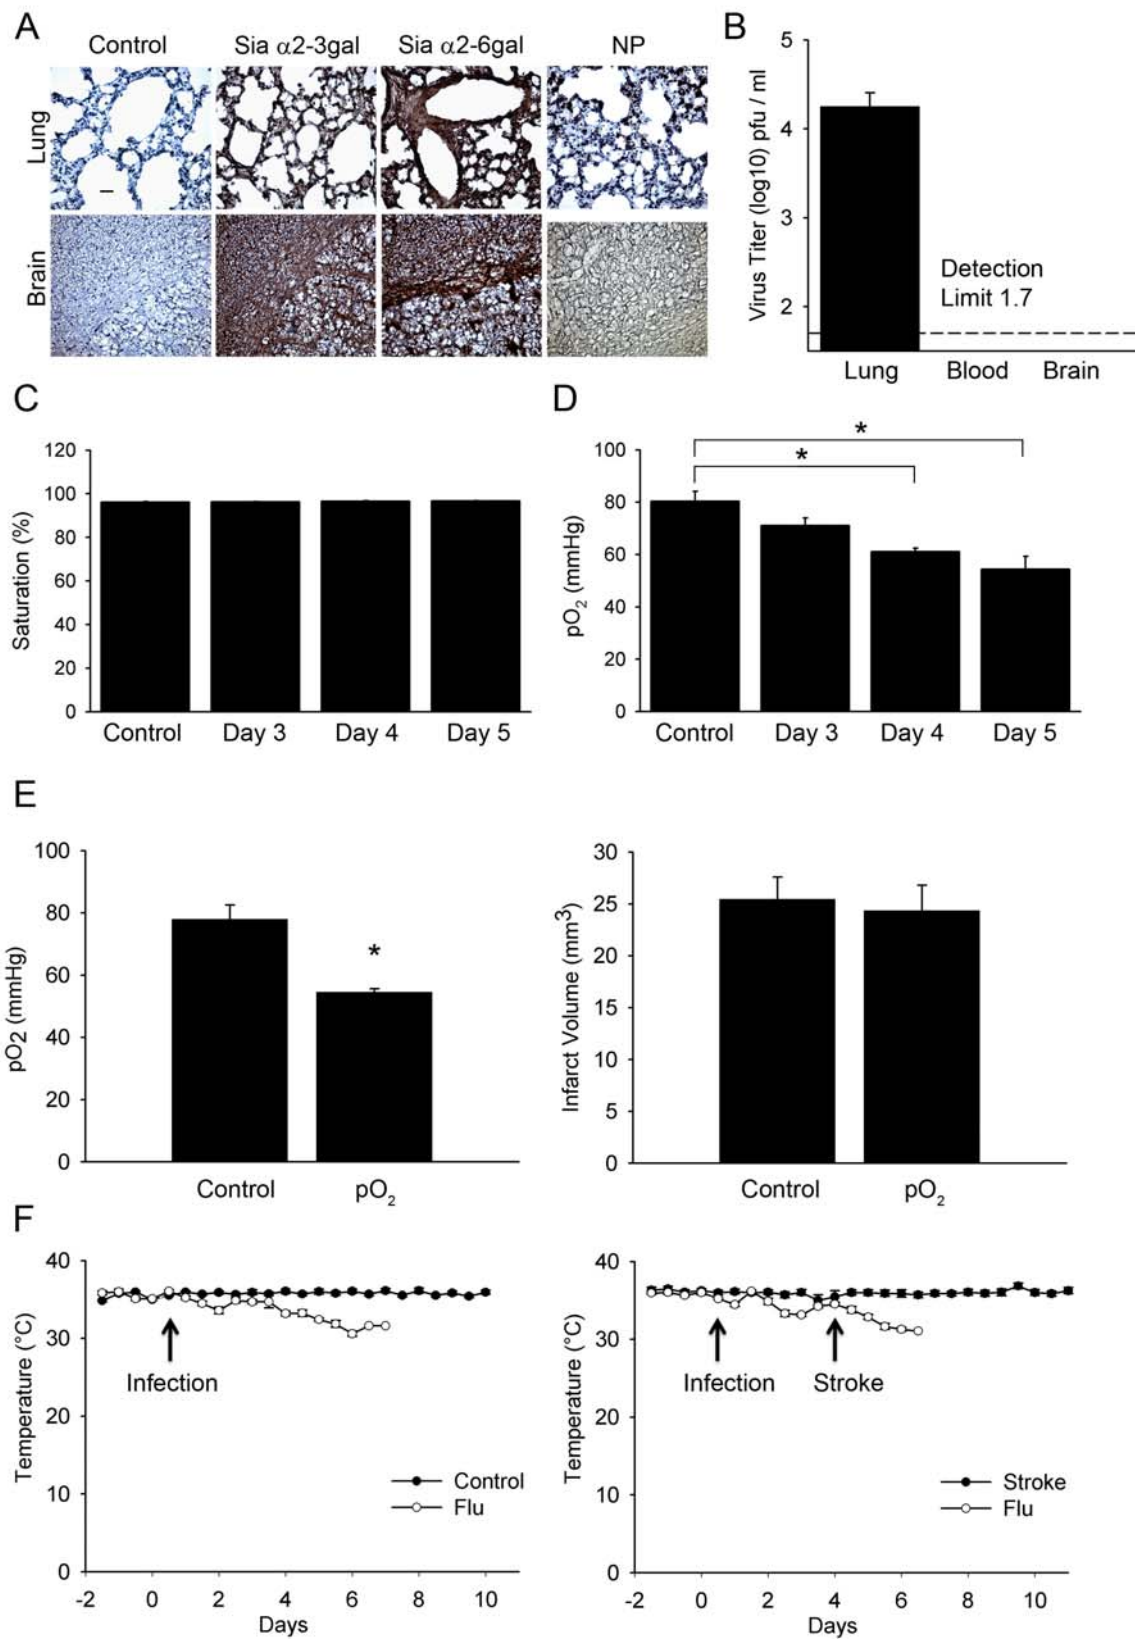 A
Control
Sia α2-3gal
Sia α2-6gal
NP
Lung
Brain
B
Virus Titer (log10) pfu / ml
5
4
3
2
Detection
Limit 1.7
Lung
Blood
Brain
C
Saturation (%)
120
100
80
60
40
20
0
Control
Day 3
Day 4
Day 5
D
pO2 (mmHg)
100
80
60
40
20
0
*
*
Control
Day 3
Day 4
Day 5
E
pO2 (mmHg)
100
80
60
40
20
0
*
Control
pO2
Infarct Volume (mm3)
30
25
20
15
10
5
0
Control
pO2
F
Temperature (°C)
40
30
20
10
0
Infection
Control
Flu
-2
0
2
4
6
8
10
Days
Temperature (°C)
40
30
20
10
0
Infection
Stroke
Stroke
Flu
-2
0
2
4
6
8
10
Days